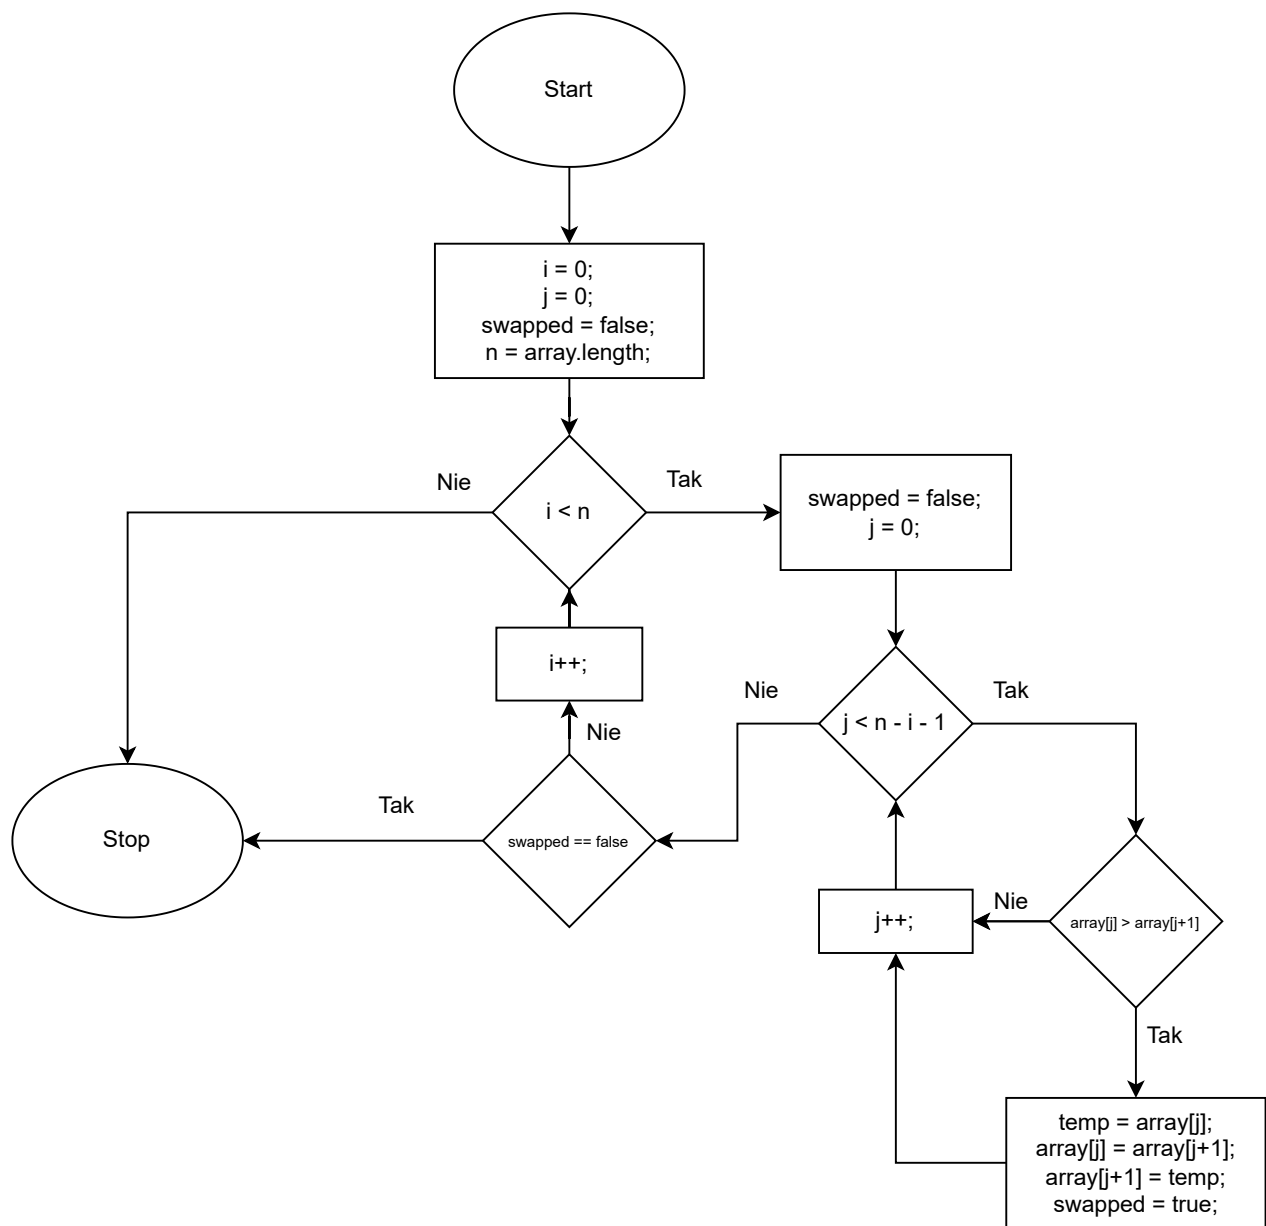 Start
i = 0;
j = 0;
swapped = false;
n = array.length;
Nie
i < n
Tak
swapped = false;
j = 0;
i++;
Nie
Nie
j < n - i - 1
Tak
Stop
Tak
swapped == false
j++;
Nie
array[j] > array[j+1]
Tak
temp = array[j];
array[j] = array[j+1];
array[j+1] = temp;
swapped = true;